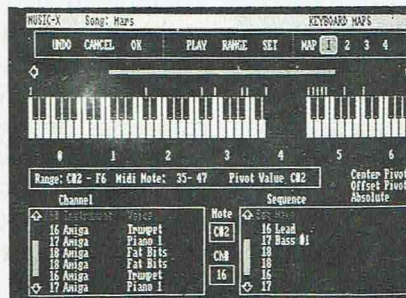 MUSIC-X Song: Mars KEYBOARD MAPS
UNDO CANCEL OK PLAY RANGE SET MAP 1 2 3 4
0 1 2 3 4 5 6
Range: C#2 - F6 Midi Note: 35- 47 Pivot Value C#2
Center Pivot
Offset Pivot
Absolute
Channel Note Sequence
16 Amiga Trumpet C#2 16 Lead
17 Amiga Piano 1 17 Bass #1
18 Amiga Fat Bits 18
18 Amiga Fat Bits Ch# 18
16 Amiga Trumpet 16 16
17 Amiga Piano 1 17